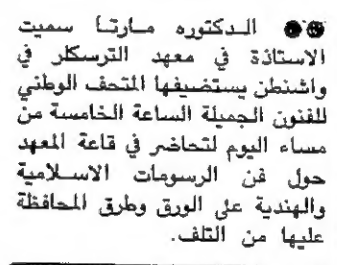 الدكتوره مارتا سميت
الاستاذة في معهد الترسكلر في
واشنطن يستضيفها المتحف الوطني
للفنون الجميلة الساعة الخامسة من
مساء اليوم لتحاضر في قاعة المعهد
حول فن الرسومات الاسلامية
والهندية على الورق وطرق المحافظة
عليها من التلف.